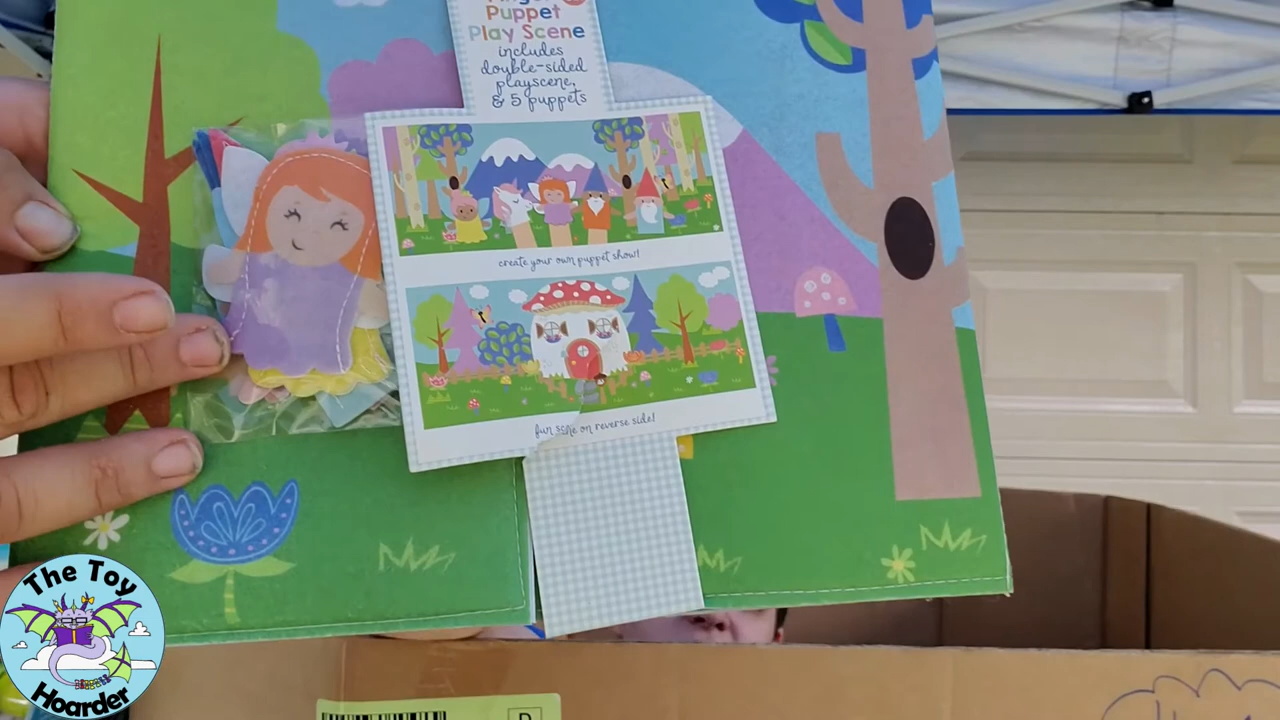 Puppet
Play Scene
includes
double-sided
playscene,
& 5 puppets
create your own puppet show!
fun on reverse side!
The Toy
Hoarder
D